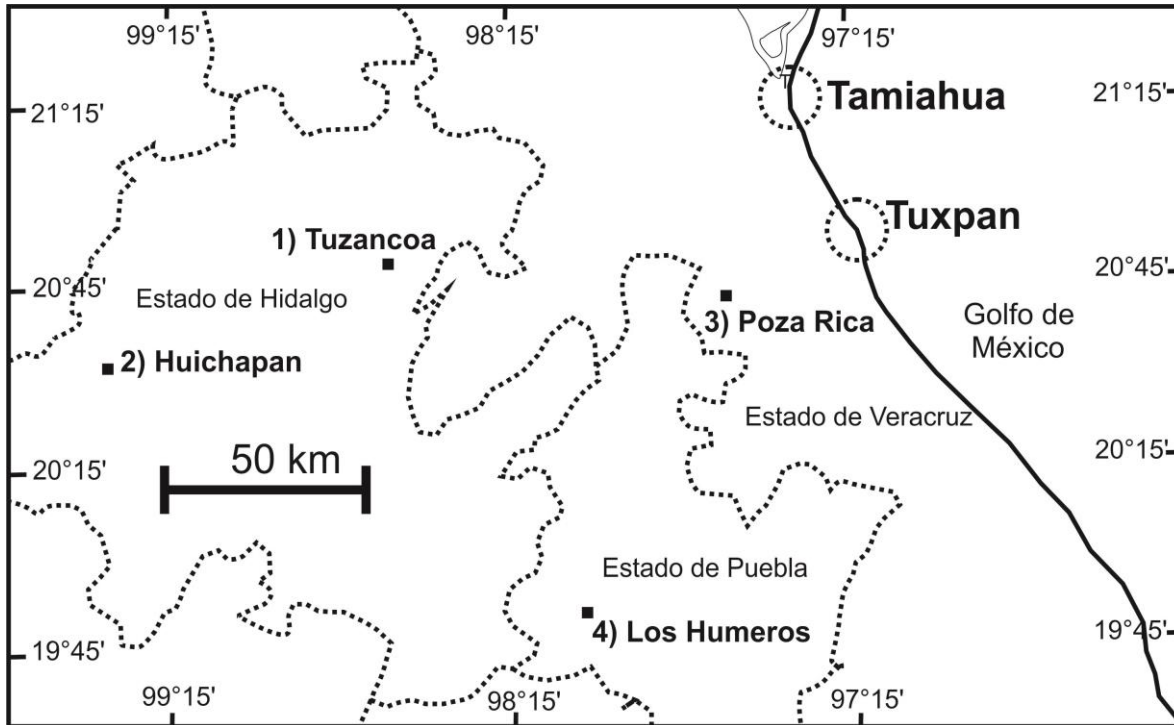 99°15'
98°15'
97°15'
21°15'
Tamiahua
21°15'
T
Tuxpan
1) Tuzancoa
20°45'
20°45'
Estado de Hidalgo
3) Poza Rica
Golfo de
México
2) Huichapan
Estado de Veracruz
50 km
20°15'
20°15'
Estado de Puebla
4) Los Humeros
19°45'
19°45'
99°15'
98°15'
97°15'